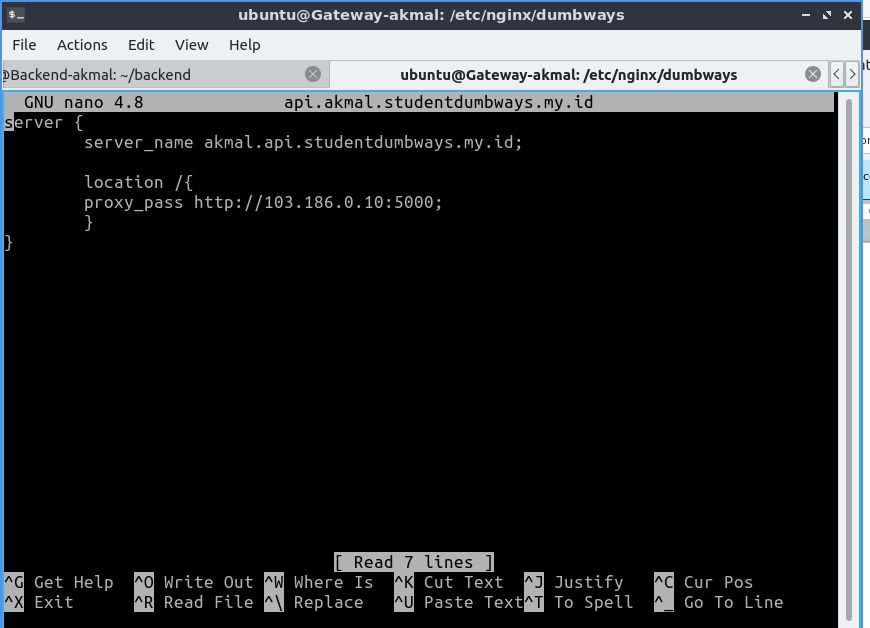 ubuntu@Gateway-akmal: /etc/nginx/dumbways
File Actions Edit View Help
@Backend-akmal: ~/backend
ubuntu@Gateway-akmal: /etc/nginx/dumbways
GNU nano 4.8 api.akmal.studentdumbways.my.id
server {
server_name akmal.api.studentdumbways.my.id;
location /{
proxy_pass http://103.186.0.10:5000;
}
}
[ Read 7 lines ]
^G Get Help ^O Write Out ^W Where Is ^K Cut Text ^J Justify ^C Cur Pos
^X Exit ^R Read File ^\ Replace ^U Paste Text ^T To Spell ^_ Go To Line